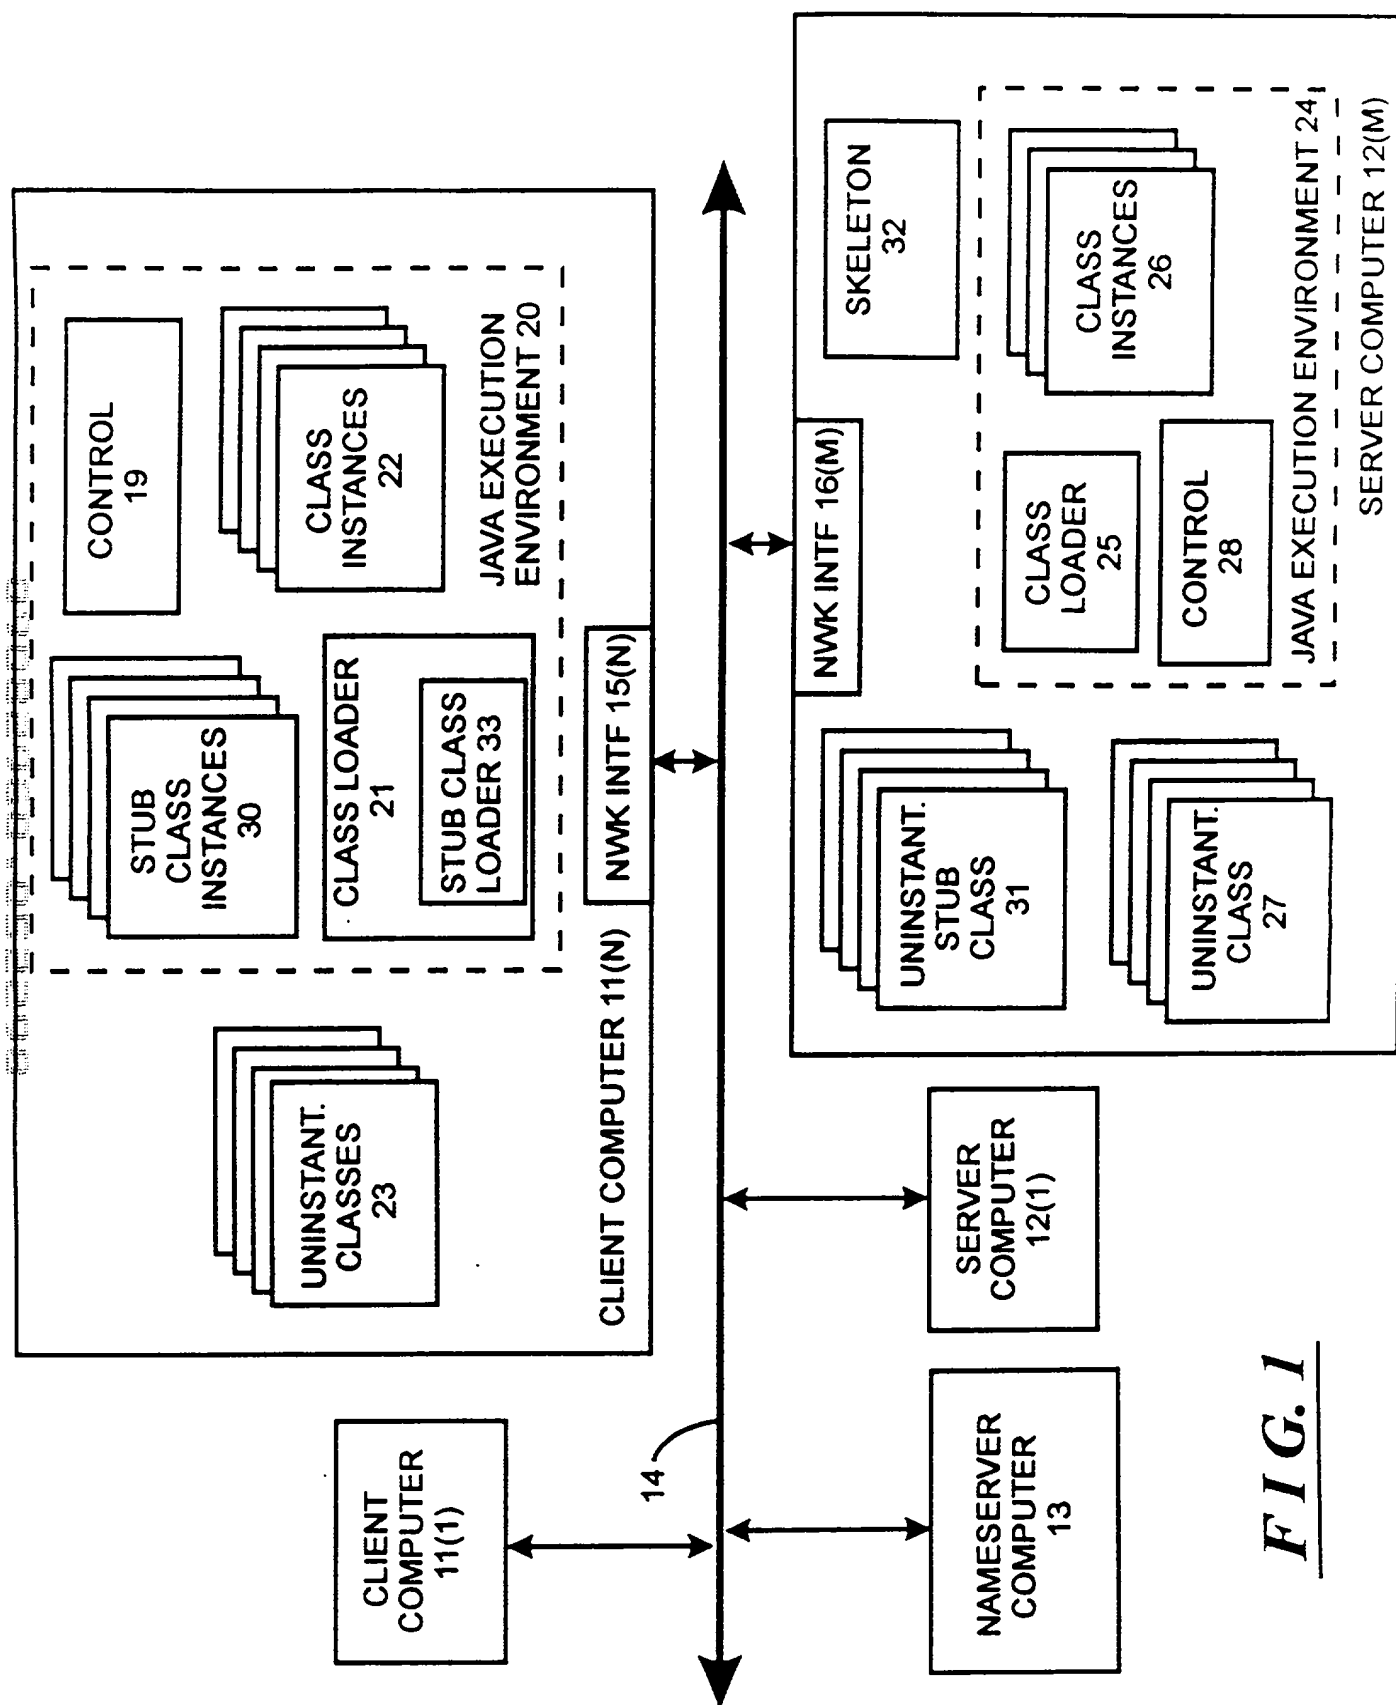 CLIENT
COMPUTER
11(1)
UNINSTANT.
CLASSES
23
STUB
CLASS
INSTANCES
30
CONTROL
19
CLASS LOADER
21
STUB CLASS
LOADER 33
CLASS
INSTANCES
22
JAVA EXECUTION
ENVIRONMENT 20
CLIENT COMPUTER 11(N)
NWK INTF 15(N)
14
NAMESERVER
COMPUTER
13
SERVER
COMPUTER
12(1)
NWK INTF 16(M)
UNINSTANT.
STUB
CLASS
31
SKELETON
32
UNINSTANT.
CLASS
27
CLASS
LOADER
25
CLASS
INSTANCES
26
CONTROL
28
JAVA EXECUTION ENVIRONMENT 24
SERVER COMPUTER 12(M)
FIG. 1